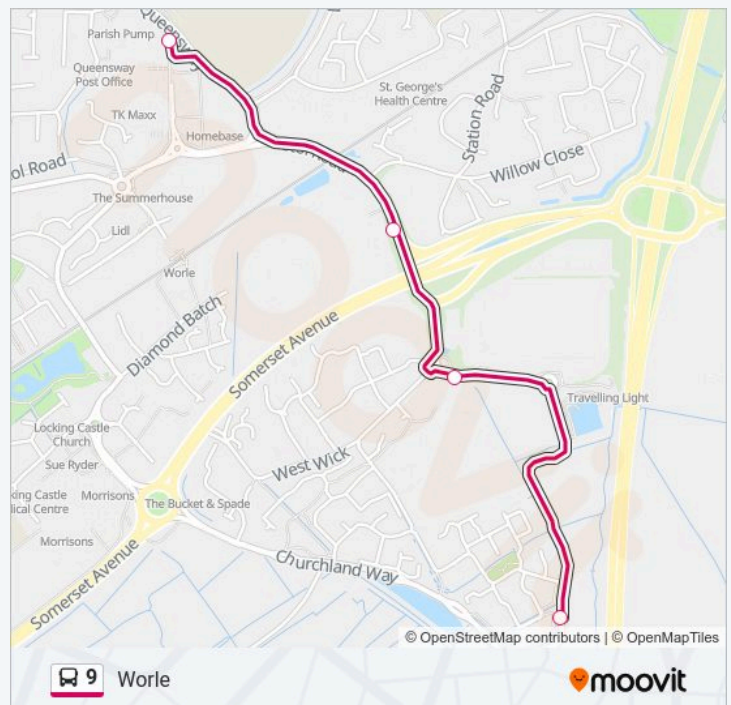 Queensway
Parish Pump
Queensway
Post Office
TK Maxx
Homebase
St. George's
Health Centre
Station Road
Willow Close
ol Road
The Summerhouse
Lidl
Worle
Diamond Batch
Somerset Avenue
Travelling Light
Locking Castle
Church
Sue Ryder
West Wick
king Castle
ical Centre
Morrisons
The Bucket & Spade
Morrisons
Churchland Way
Somerset Avenue
© OpenStreetMap contributors | © OpenMapTiles
9 Worle
moovit